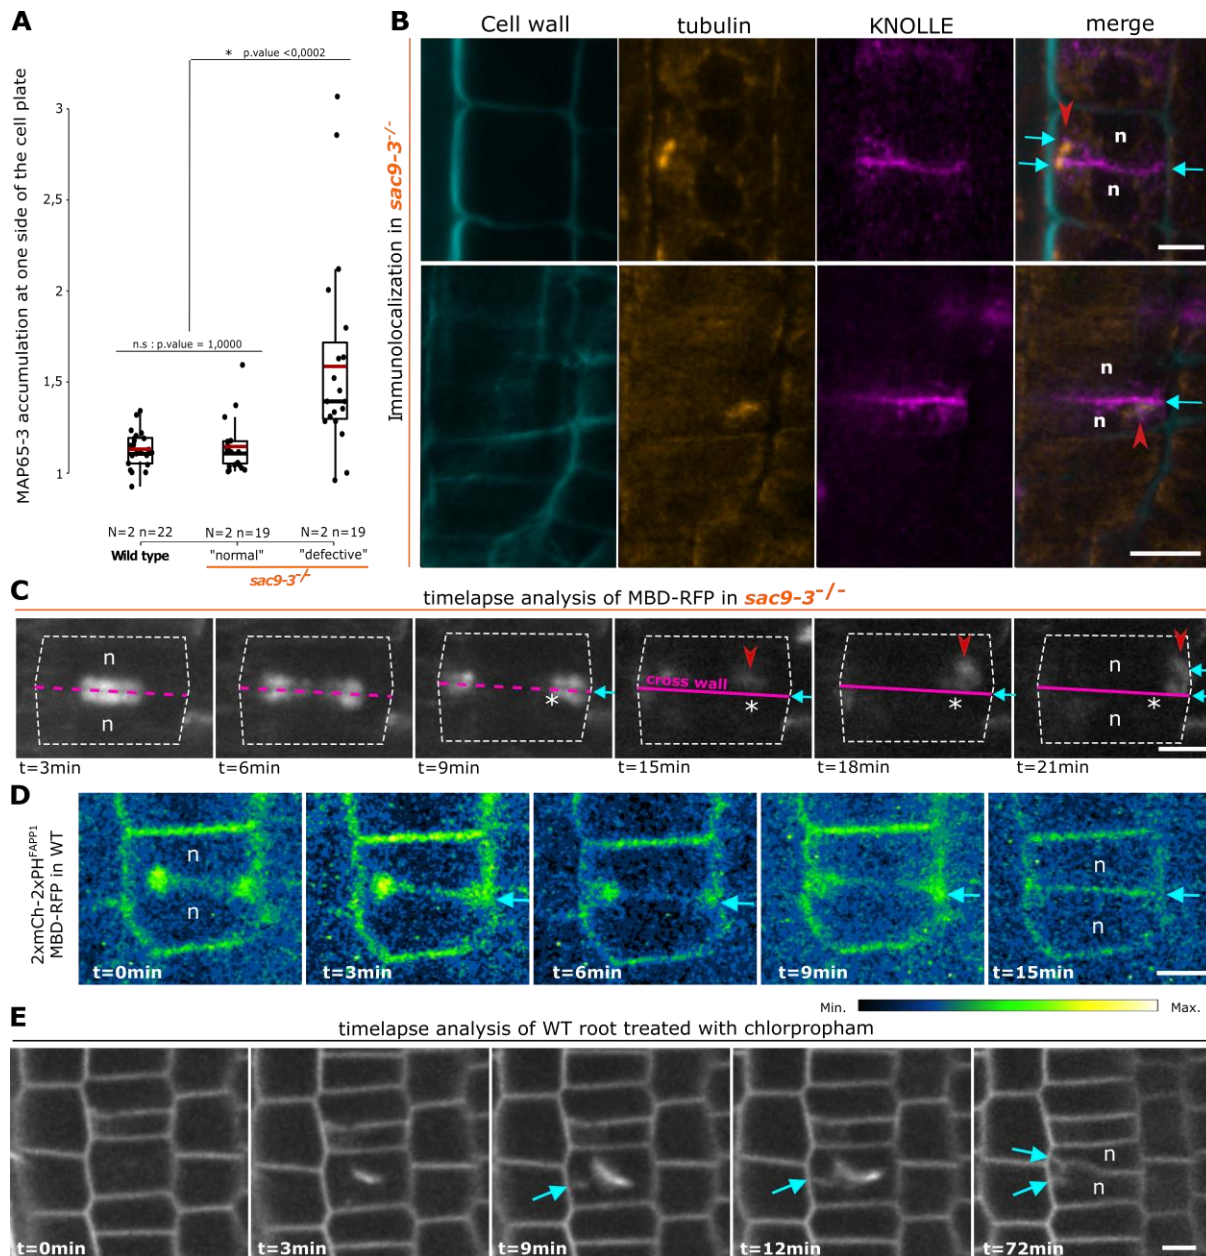 A
MAP65-3 accumulation at one side of the cell plate
* p.value <0,0002
n.s : p.value = 1,0000
3
2,5
2
1,5
1
N=2 n=22 N=2 n=19 N=2 n=19
Wild type "normal" "defective"
sac9-3-/-
B
Immunolocalization in sac9-3-/-
Cell wall tubulin KNOLLE merge
n
n
n
n
C
timelapse analysis of MBD-RFP in sac9-3-/-
n
n
*
cross wall
*
*
n
*
n
t=3min t=6min t=9min t=15min t=18min t=21min
D
2xmCh-2xPHFAPP1
MBD-RFP in WT
n
n
n
n
t=0min t=3min t=6min t=9min t=15min
Min. Max.
E
timelapse analysis of WT root treated with chlorpropham
n
n
t=0min t=3min t=9min t=12min t=72min